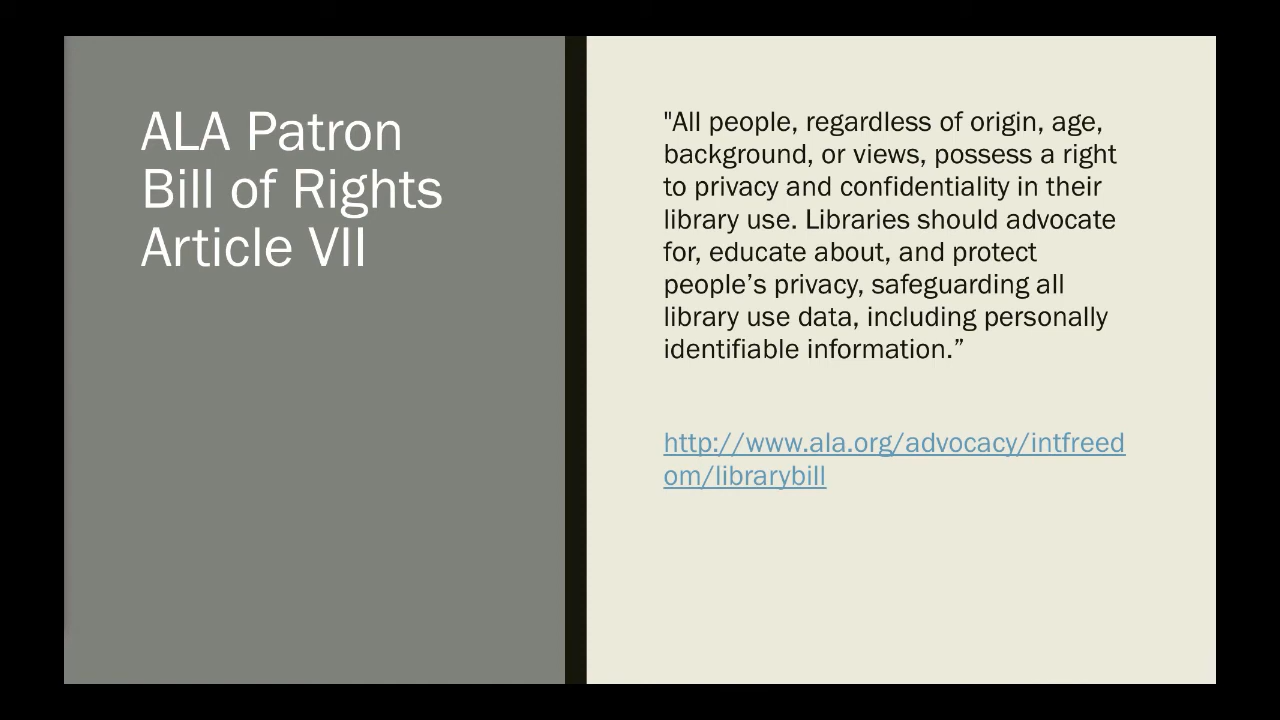 ALA Patron
Bill of Rights
Article VII
"All people, regardless of origin, age,
background, or views, possess a right
to privacy and confidentiality in their
library use. Libraries should advocate
for, educate about, and protect
people’s privacy, safeguarding all
library use data, including personally
identifiable information.”
http://www.ala.org/advocacy/intfreed
om/librarybill